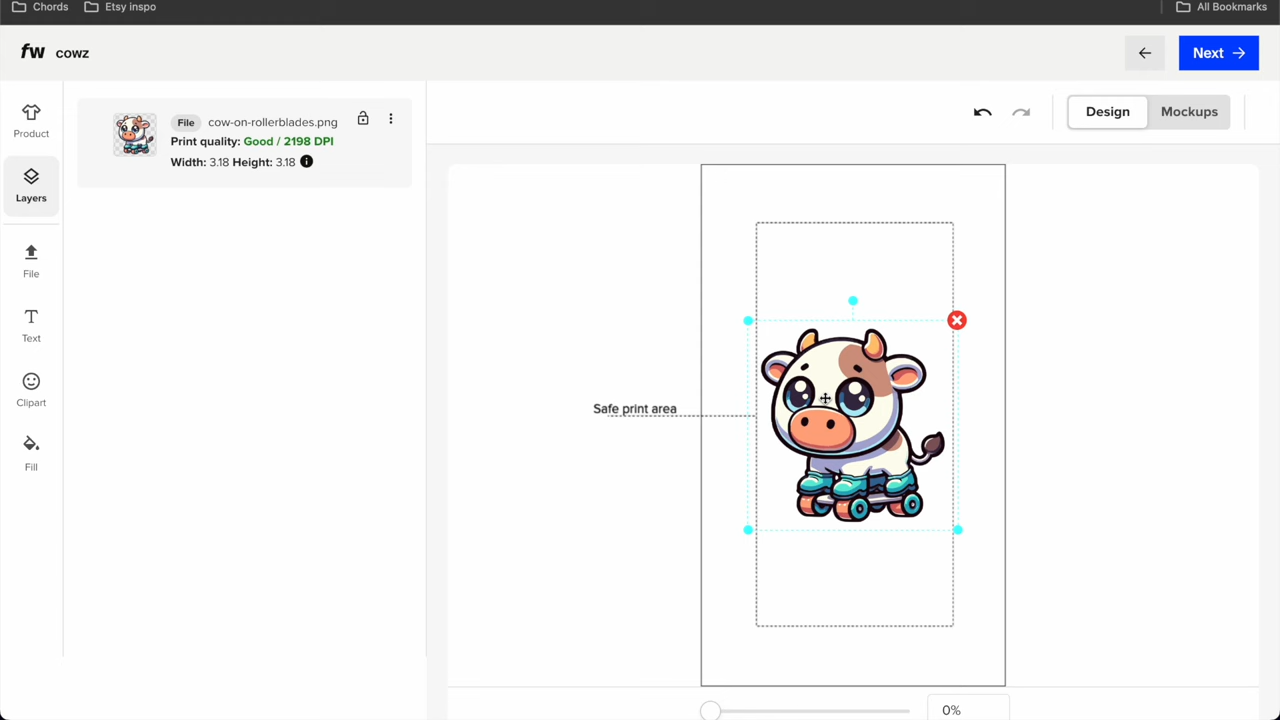 Chords
Etsy inspo
All Bookmarks
fw cowz
Next
Product
File cow-on-rollerblades.png
Print quality: Good / 2198 DPI
Width: 3.18 Height: 3.18
Design
Mockups
Layers
File
Text
Clipart
Fill
Safe print area
0%